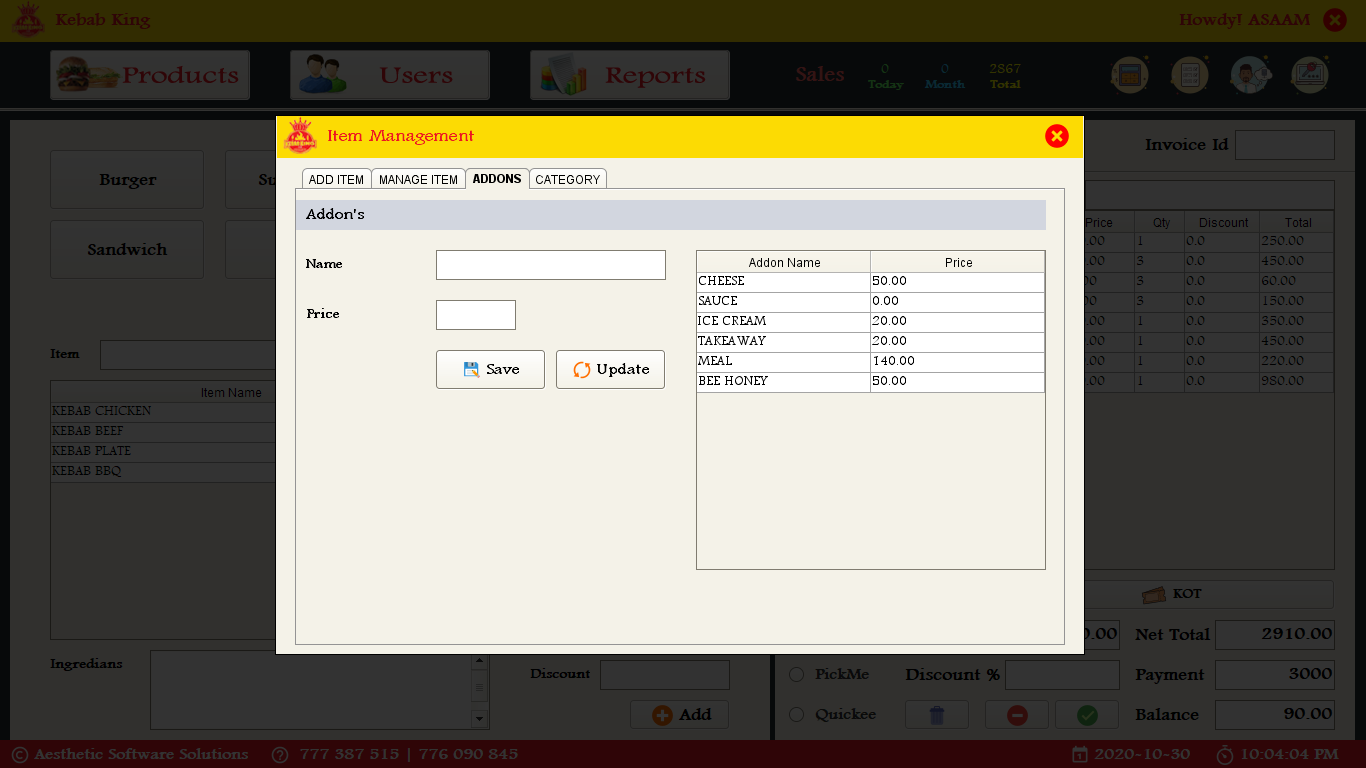 Kebab King
Howdy! ASAAM
Products
Users
Reports
Sales
0
Today
0
Month
2867
Total
Item Management
ADD ITEM
MANAGE ITEM
ADDONS
CATEGORY
Addon's
Name
Price
Save
Update
Addon Name Price
CHEESE 50.00
SAUCE 0.00
ICE CREAM 20.00
TAKEAWAY 20.00
MEAL 140.00
BEE HONEY 50.00
Burger
Su
Sandwich
Item
Item Name
KEBAB CHICKEN
KEBAB BEEF
KEBAB PLATE
KEBAB BBQ
Ingredians
Discount
Add
Invoice Id
Price Qty Discount Total
.00 1 0.0 250.00
.00 3 0.0 450.00
0 3 0.0 60.00
0 3 0.0 150.00
.00 1 0.0 350.00
.00 1 0.0 450.00
.00 1 0.0 220.00
.00 1 0.0 980.00
KOT
0.00
Net Total 2910.00
PickMe
Discount %
Payment 3000
Quickee
Balance 90.00
Aesthetic Software Solutions
777 387 515 | 776 090 845
2020-10-30
10:04:04 PM